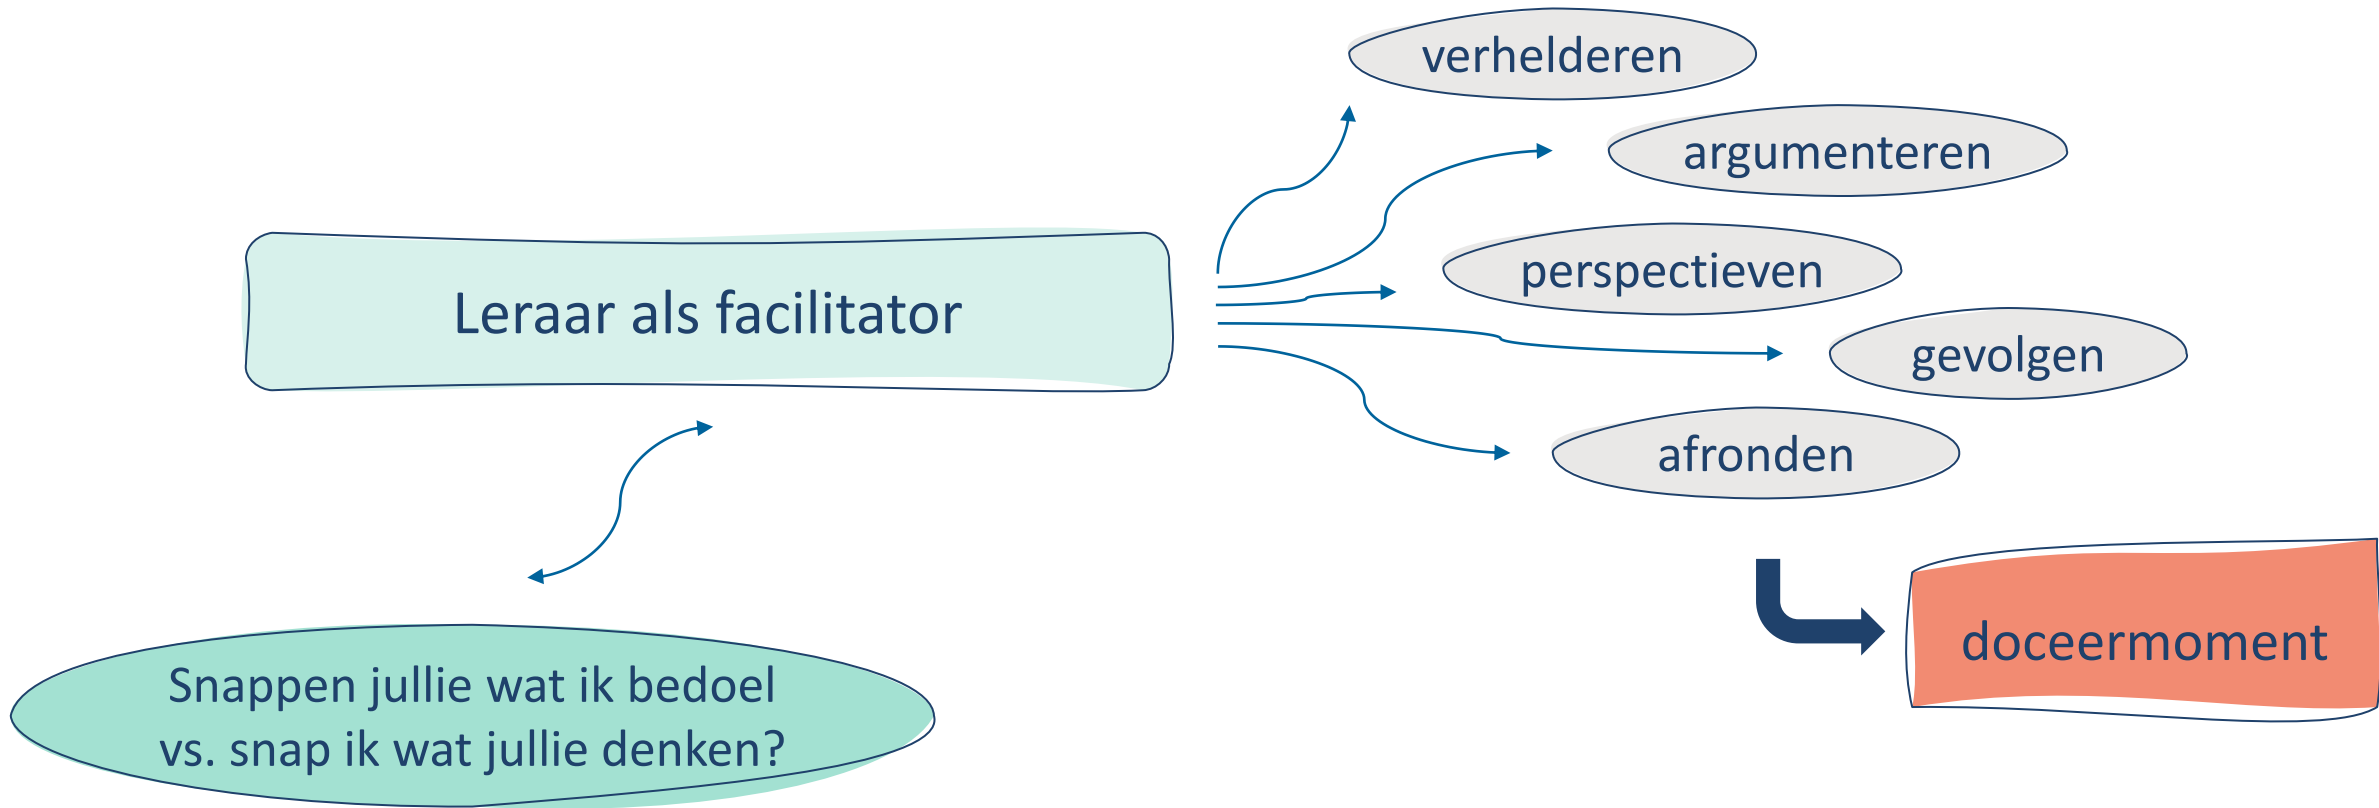 verhelderen
argumenteren
perspectieven
Leraar als facilitator
gevolgen
afronden
doceermoment
Snappen jullie wat ik bedoel
vs. snap ik wat jullie denken?